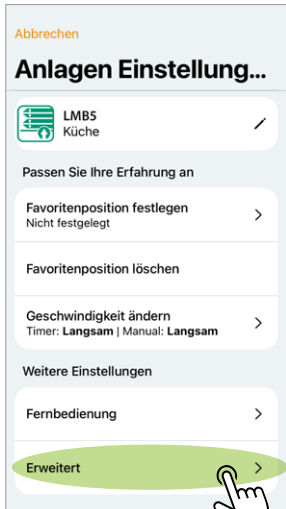 Abbrechen
Anlagen Einstellung...
LMB5
Küche
Passen Sie Ihre Erfahrung an
Favoritenposition festlegen
Nicht festgelegt
Favoritenposition löschen
Geschwindigkeit ändern
Timer: Langsam | Manual: Langsam
Weitere Einstellungen
Fernbedienung
Erweitert